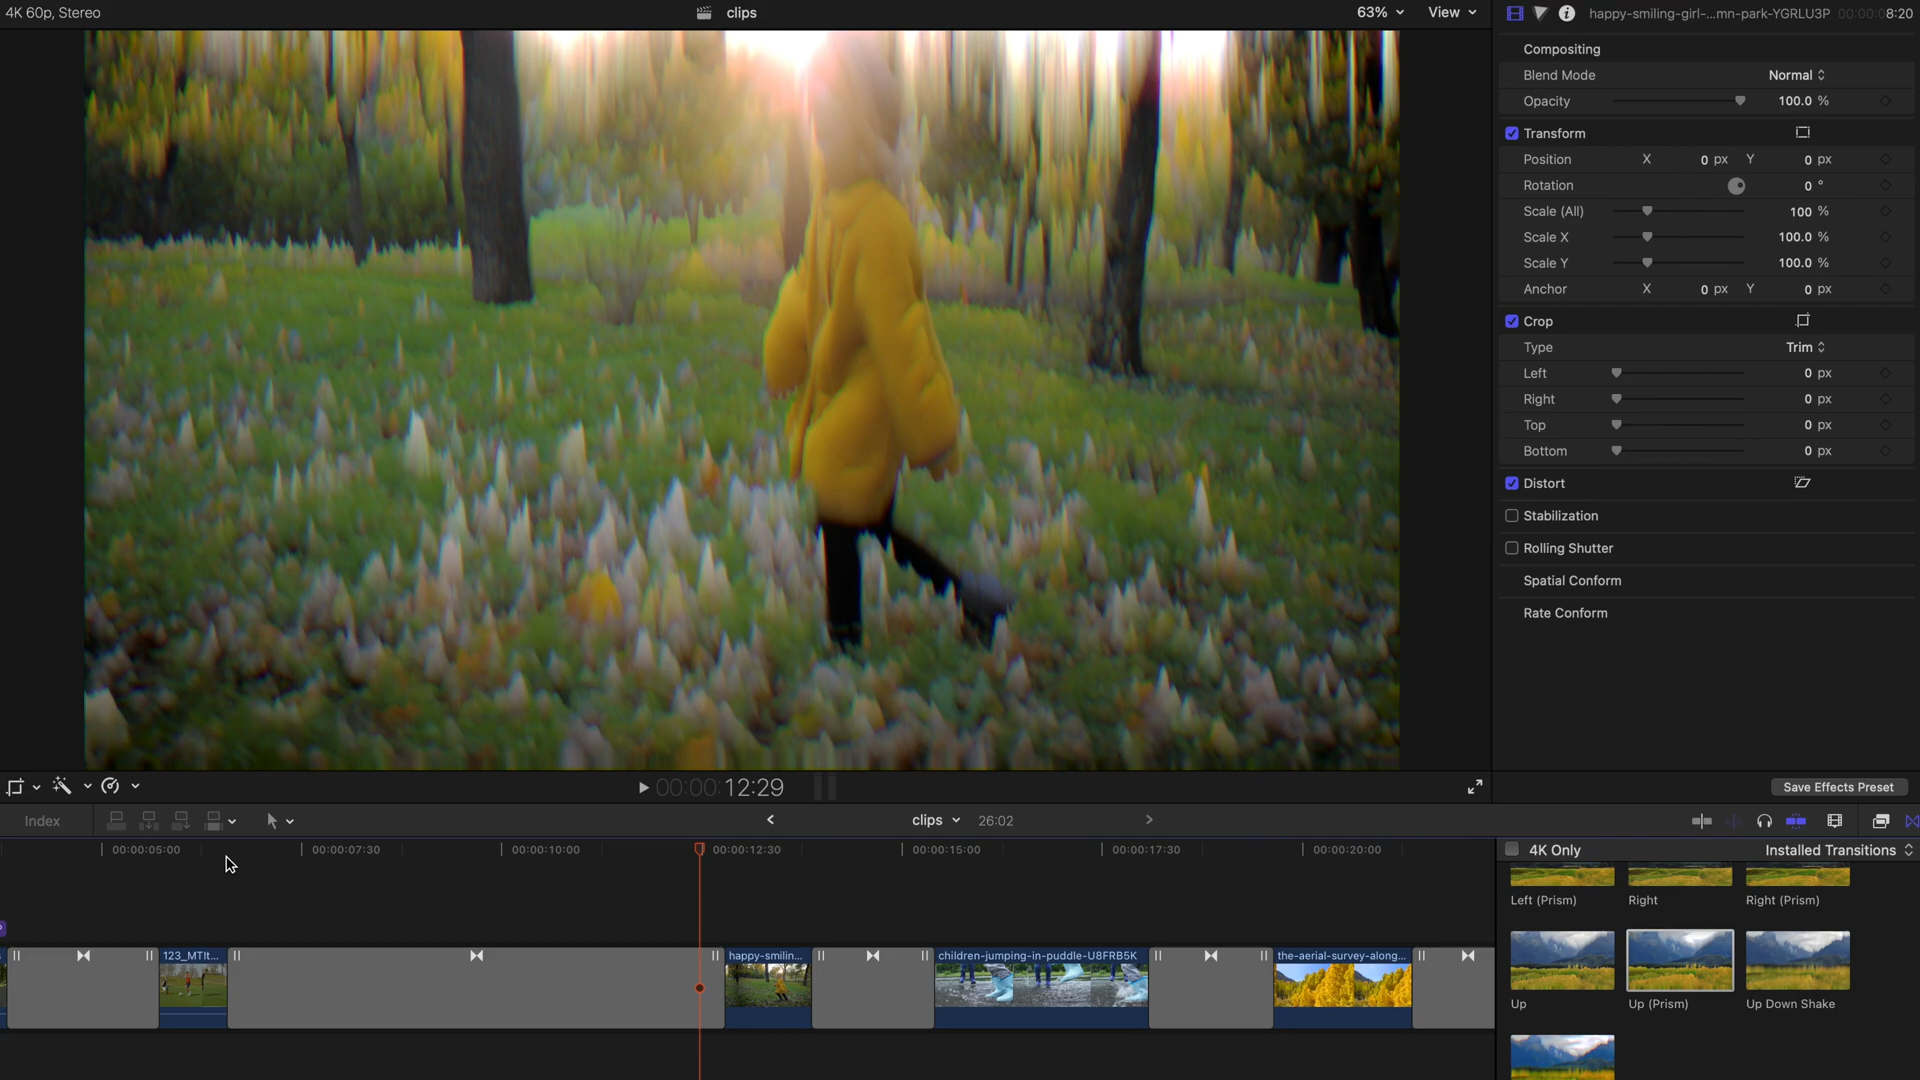 4K 60p, Stereo
clips
63%
View
happy-smiling-girl-...mn-park-YGRLU3P
00:00:08:20
Compositing
Blend Mode
Normal
Opacity
100.0 %
Transform
Position X 0 px Y 0 px
Rotation
0 °
Scale (All)
100 %
Scale X
100.0 %
Scale Y
100.0 %
Anchor X 0 px Y 0 px
Crop
Type
Trim
Left
0 px
Right
0 px
Top
0 px
Bottom
0 px
Distort
Stabilization
Rolling Shutter
Spatial Conform
Rate Conform
00:00:12:29
Save Effects Preset
Index
clips
26:02
00:00:05:00
00:00:07:30
00:00:10:00
00:00:12:30
00:00:15:00
00:00:17:30
00:00:20:00
4K Only
Installed Transitions
Left (Prism)
Right
Right (Prism)
123_MTIt...
happy-smilin...
children-jumping-in-puddle-U8FRB5K
the-aerial-survey-along...
Up
Up (Prism)
Up Down Shake